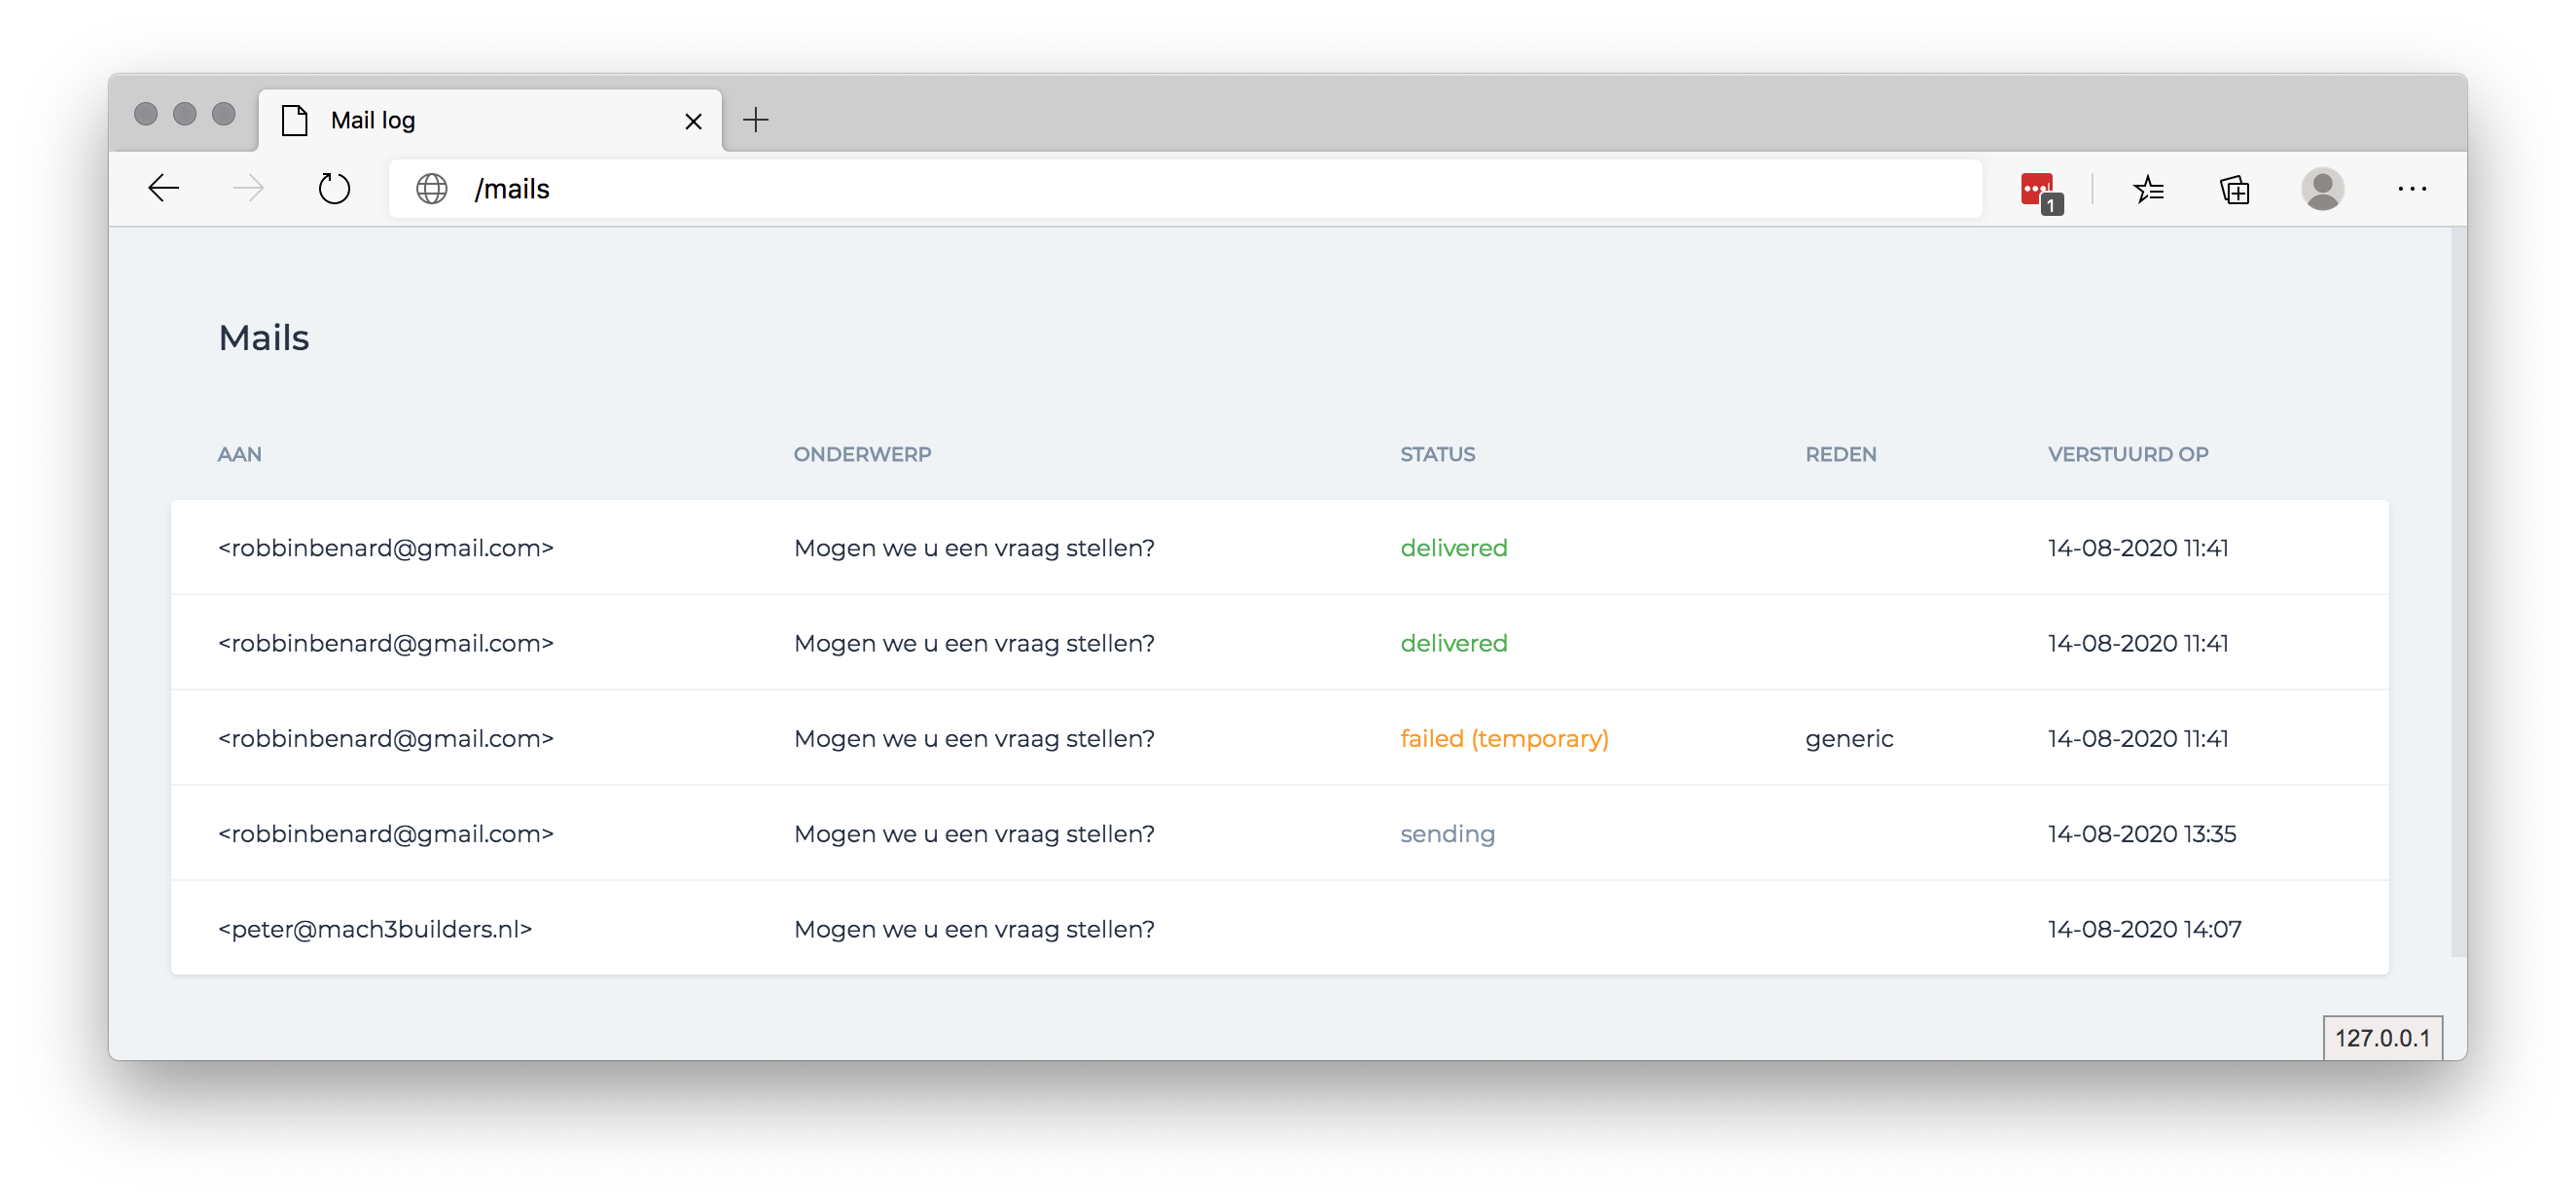 Mail log
/mails
1
Mails
AAN ONDERWERP STATUS REDEN VERSTUURD OP
<robbinbenard@gmail.com> Mogen we u een vraag stellen? delivered 14-08-2020 11:41
<robbinbenard@gmail.com> Mogen we u een vraag stellen? delivered 14-08-2020 11:41
<robbinbenard@gmail.com> Mogen we u een vraag stellen? failed (temporary) generic 14-08-2020 11:41
<robbinbenard@gmail.com> Mogen we u een vraag stellen? sending 14-08-2020 13:35
<peter@mach3builders.nl> Mogen we u een vraag stellen? 14-08-2020 14:07
127.0.0.1